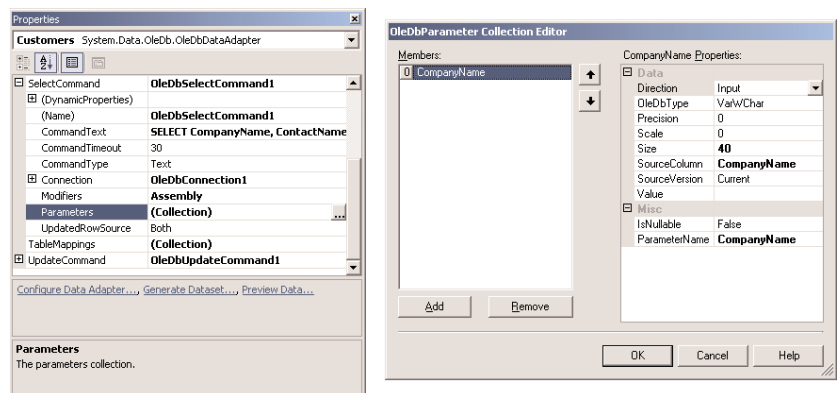 Properties
Customers System.Data.OleDb.OleDbDataAdapter
SelectCommand OleDbSelectCommand1
(DynamicProperties)
(Name) OleDbSelectCommand1
CommandText SELECT CompanyName, ContactName
CommandTimeout 30
CommandType Text
Connection OleDbConnection1
Modifiers Assembly
Parameters (Collection) ...
UpdatedRowSource Both
TableMappings (Collection)
UpdateCommand OleDbUpdateCommand1
Configure Data Adapter..., Generate Dataset..., Preview Data...
Parameters
The parameters collection.
OleDbParameter Collection Editor
Members:
0 CompanyName
Add Remove
CompanyName Properties:
Data
Direction Input
OleDbType VarWChar
Precision 0
Scale 0
Size 40
SourceColumn CompanyName
SourceVersion Current
Value
Misc
IsNullable False
ParameterName CompanyName
OK Cancel Help